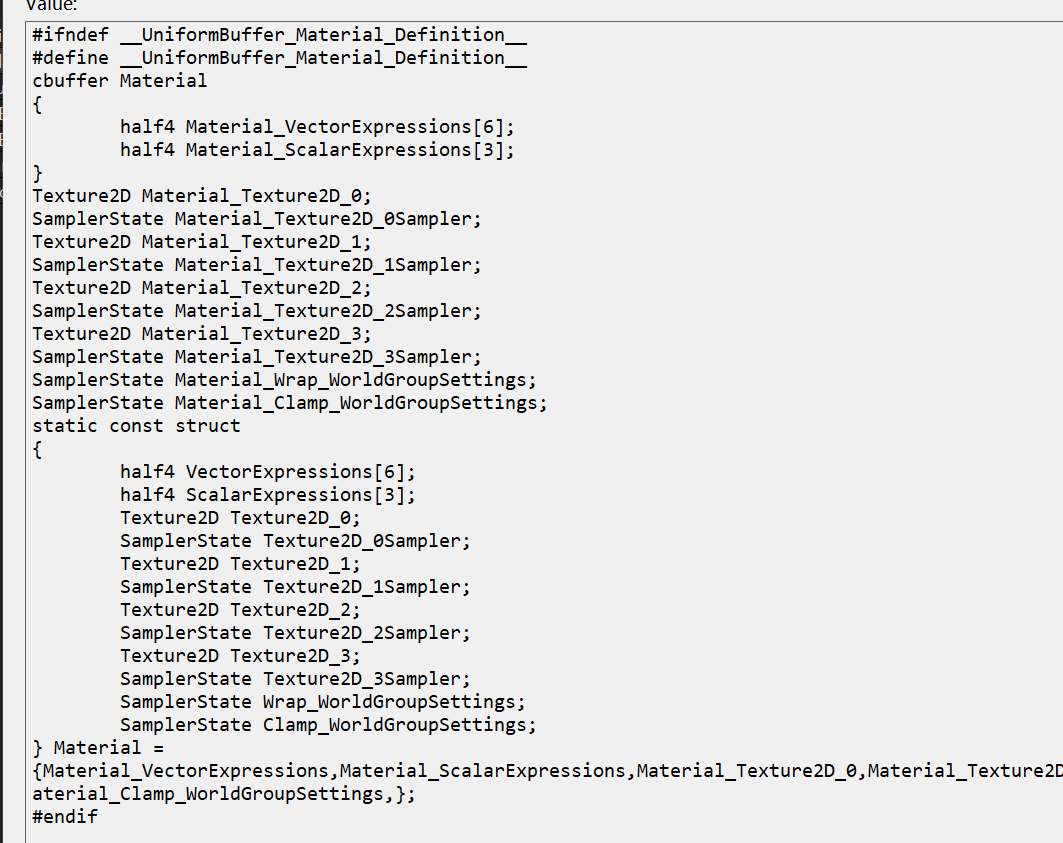 Value:
#ifndef __UniformBuffer_Material_Definition__
#define __UniformBuffer_Material_Definition__
cbuffer Material
{
half4 Material_VectorExpressions[6];
half4 Material_ScalarExpressions[3];
}
Texture2D Material_Texture2D_0;
SamplerState Material_Texture2D_0Sampler;
Texture2D Material_Texture2D_1;
SamplerState Material_Texture2D_1Sampler;
Texture2D Material_Texture2D_2;
SamplerState Material_Texture2D_2Sampler;
Texture2D Material_Texture2D_3;
SamplerState Material_Texture2D_3Sampler;
SamplerState Material_Wrap_WorldGroupSettings;
SamplerState Material_Clamp_WorldGroupSettings;
static const struct
{
half4 VectorExpressions[6];
half4 ScalarExpressions[3];
Texture2D Texture2D_0;
SamplerState Texture2D_0Sampler;
Texture2D Texture2D_1;
SamplerState Texture2D_1Sampler;
Texture2D Texture2D_2;
SamplerState Texture2D_2Sampler;
Texture2D Texture2D_3;
SamplerState Texture2D_3Sampler;
SamplerState Wrap_WorldGroupSettings;
SamplerState Clamp_WorldGroupSettings;
} Material =
{Material_VectorExpressions,Material_ScalarExpressions,Material_Texture2D_0,Material_Texture2D
aterial_Clamp_WorldGroupSettings,};
#endif